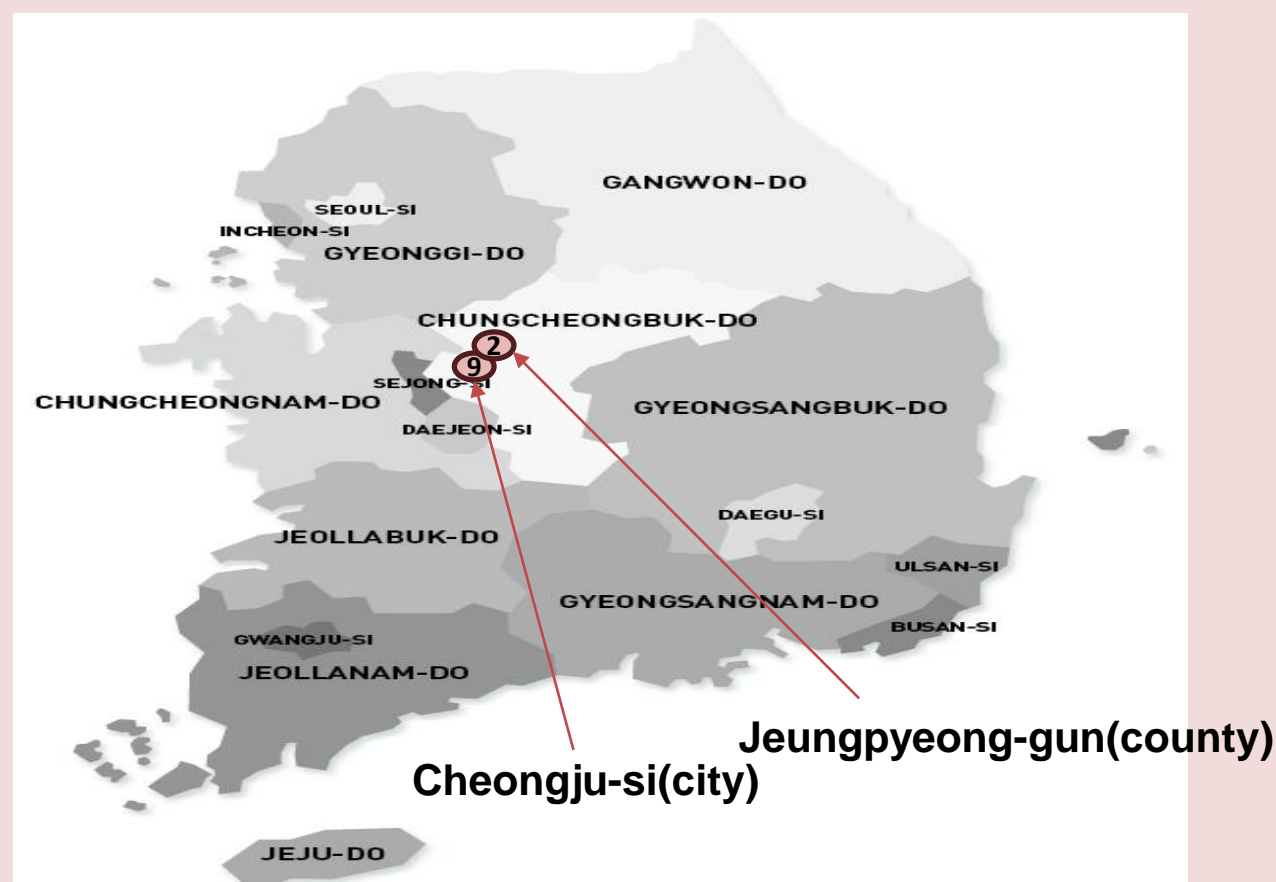 GANGWON-DO
SEOUL-SI
INCHEON-SI
GYEONGGI-DO
CHUNGCHEONGBUK-DO
2
9
SEJONG-SI
CHUNGCHEONGNAM-DO
GYEONGSANGBUK-DO
DAEJEON-SI
DAEGU-SI
JEOLLABUK-DO
ULSAN-SI
GYEONGSANGNAM-DO
BUSAN-SI
GWANGJU-SI
JEOLLANAM-DO
Jeungpyeong-gun(county)
Cheongju-si(city)
JEJU-DO